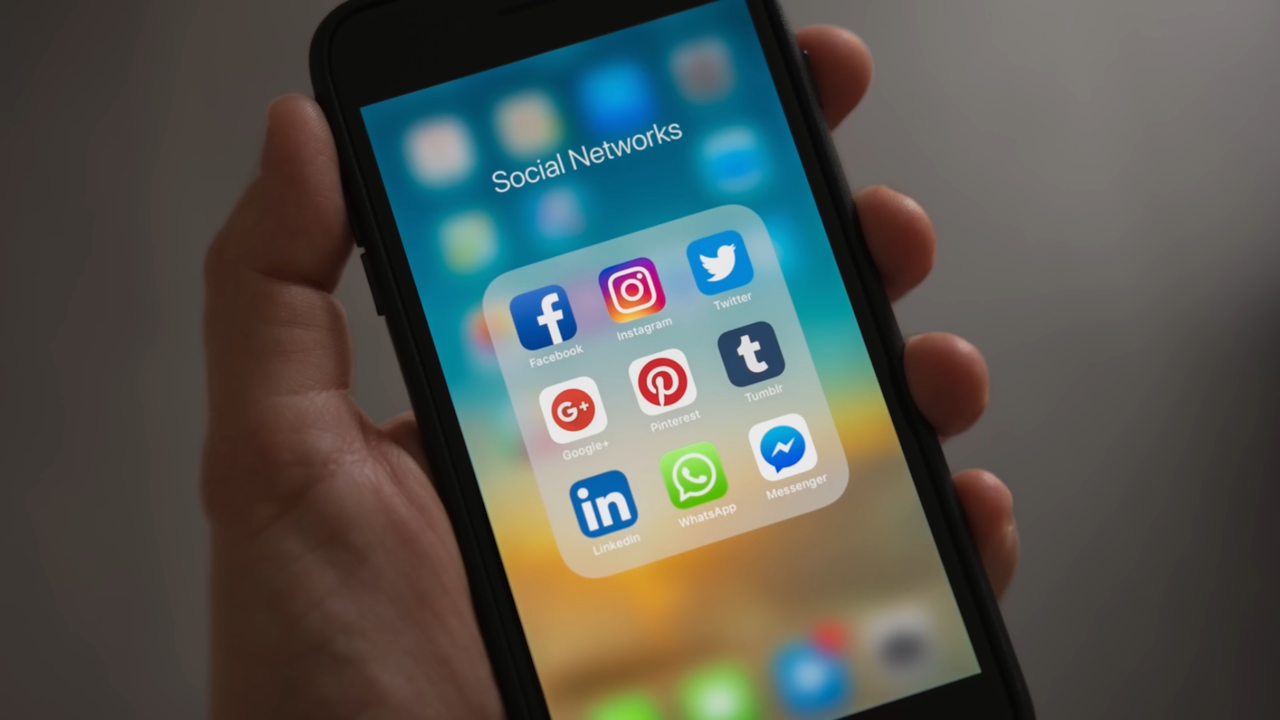 Social Networks
Facebook
Instagram
Twitter
Google+
Pinterest
Tumblr
LinkedIn
WhatsApp
Messenger